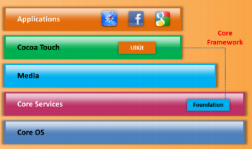 Applications
Core
Framework
Cocoa Touch
UIKit
Media
Core Services
Foundation
Core OS